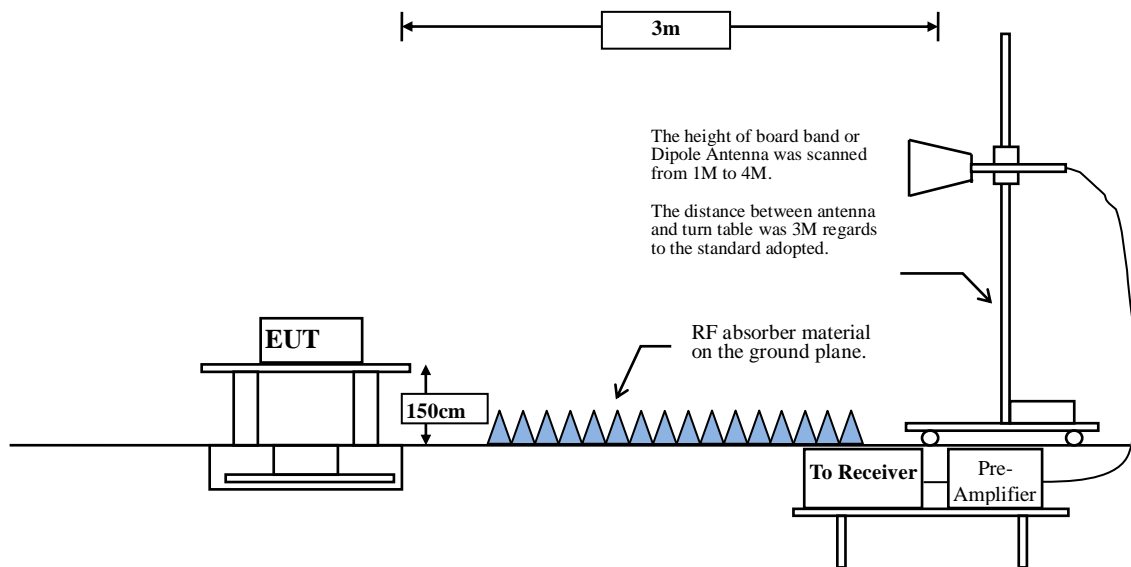 3m
The height of board band or
Dipole Antenna was scanned
from 1M to 4M.
The distance between antenna
and turn table was 3M regards
to the standard adopted.
EUT
RF absorber material
on the ground plane.
150cm
To Receiver
Pre-
Amplifier